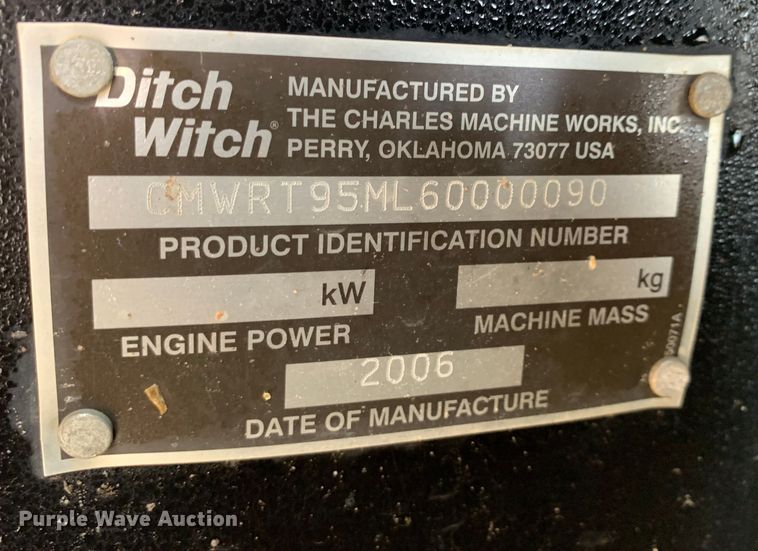 Ditch Witch®
MANUFACTURED BY
THE CHARLES MACHINE WORKS, INC
PERRY, OKLAHOMA 73077 USA
CMWRT95ML60000090
PRODUCT IDENTIFICATION NUMBER
kW
ENGINE POWER
kg
MACHINE MASS
2006
DATE OF MANUFACTURE
Purple Wave Auction.